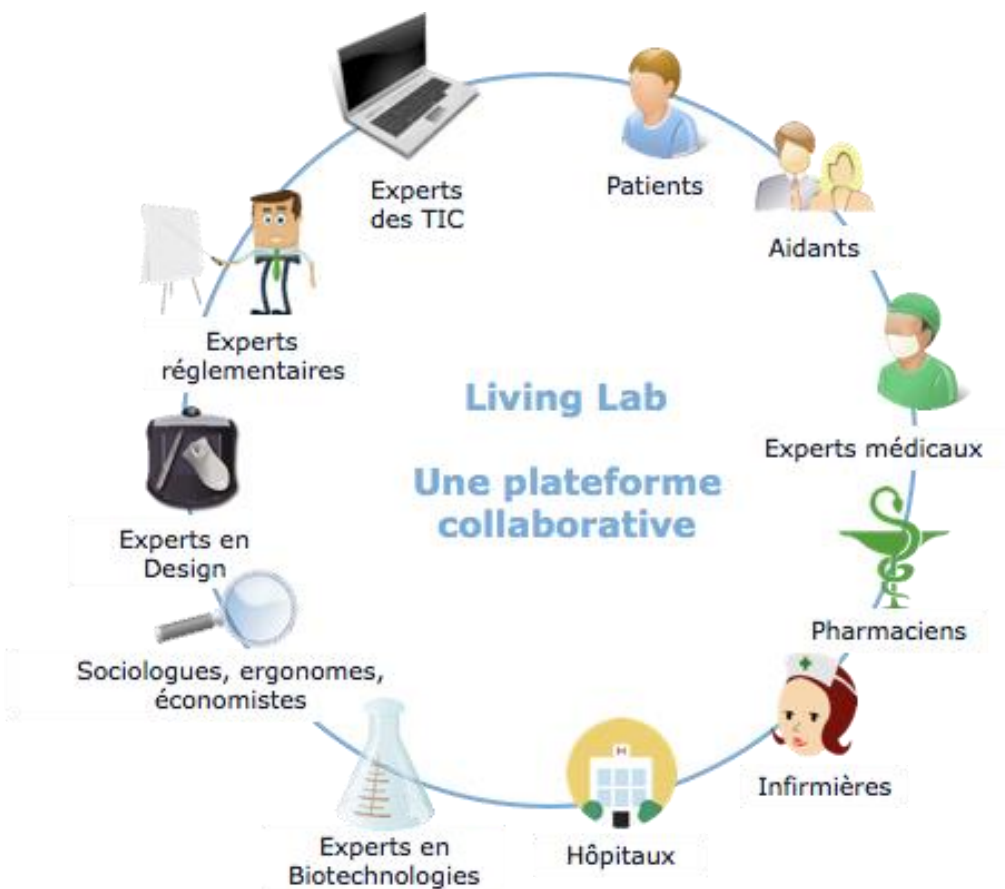 Experts
des TIC
Patients
Aidants
Experts
réglementaires
Living Lab
Experts médicaux
Une plateforme
collaborative
Experts en
Design
Pharmaciens
Sociologues, ergonomes,
économistes
Infirmières
Experts en
Biotechnologies
Hôpitaux
H